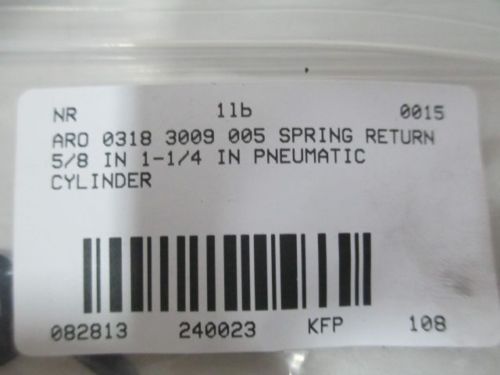 NR 1lb 0015
ARO 0318 3009 005 SPRING RETURN
5/8 IN 1-1/4 IN PNEUMATIC
CYLINDER
082813 240023 KFP 108